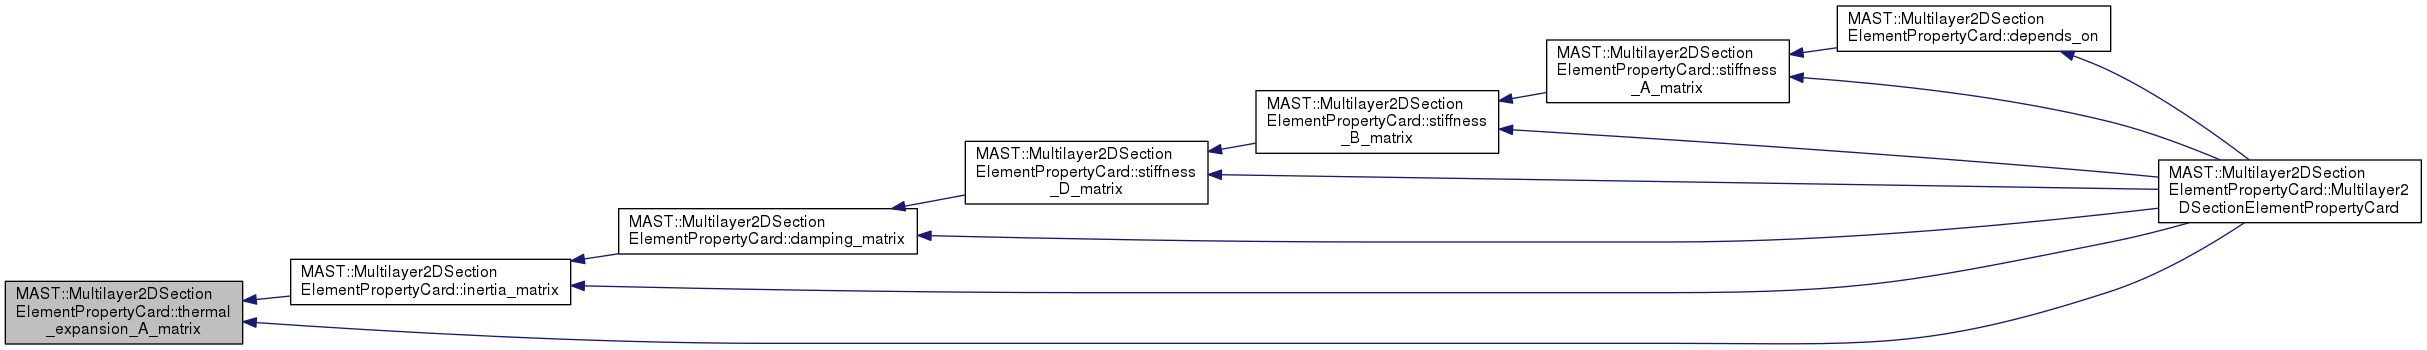 MAST::Multilayer2DSection
ElementPropertyCard::thermal
_expansion_A_matrix
MAST::Multilayer2DSection
ElementPropertyCard::inertia_matrix
MAST::Multilayer2DSection
ElementPropertyCard::damping_matrix
MAST::Multilayer2DSection
ElementPropertyCard::stiffness
_D_matrix
MAST::Multilayer2DSection
ElementPropertyCard::stiffness
_B_matrix
MAST::Multilayer2DSection
ElementPropertyCard::stiffness
_A_matrix
MAST::Multilayer2DSection
ElementPropertyCard::depends_on
MAST::Multilayer2DSection
ElementPropertyCard::Multilayer2
DSectionElementPropertyCard